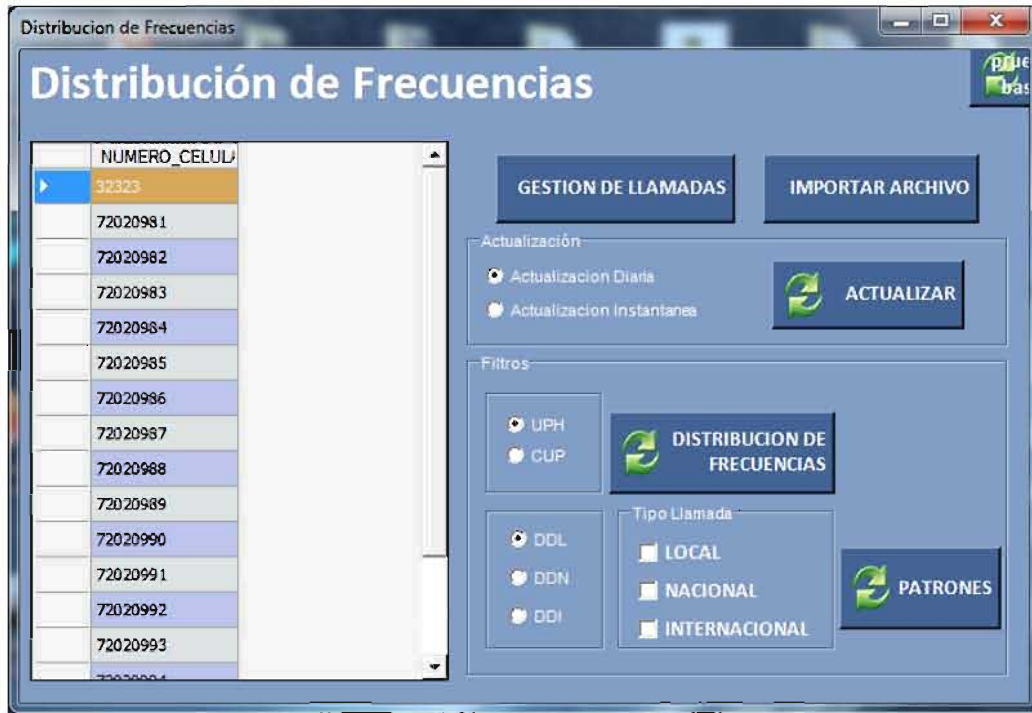 Distribucion de Frecuencias
Distribución de Frecuencias
NUMERO_CELUL
32323
72020981
72020982
72020983
72020984
72020985
72020986
72020987
72020988
72020989
72020990
72020991
72020992
72020993
GESTION DE LLAMADAS
IMPORTAR ARCHIVO
Actualización
Actualizacion Diaria
Actualizacion Instantanea
ACTUALIZAR
Filtros
UPH
CUP
DISTRIBUCION DE
FRECUENCIAS
DDL
DDN
DDI
Tipo Llamada
LOCAL
NACIONAL
INTERNACIONAL
PATRONES